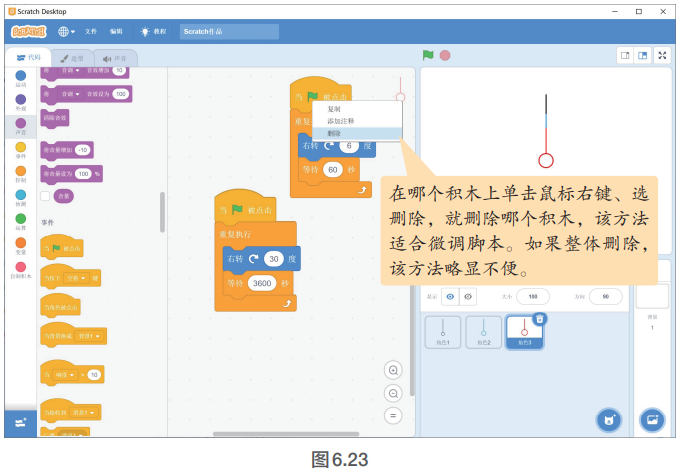 Scratch Desktop
SCRATCH
文件
编辑
教程
Scratch作品
代码
造型
声音
运动
外观
声音
事件
控制
侦测
运算
变量
自制积木
将 音调 音效增加 10
将 音调 音效设为 100
清除音效
将音量增加 -10
将音量设为 100 %
音量
事件
当 被点击
当按下 空格 键
当角色被点击
当背景换成 背景1
当 响度 > 10
当接收到 消息1
当 被点击
重复执行
右转 6 度
等待 60 秒
复制
添加注释
删除
当 被点击
重复执行
右转 30 度
等待 3600 秒
在哪个积木上单击鼠标右键、选
删除，就删除哪个积木，该方法
适合微调脚本。如果整体删除，
该方法略显不便。
显示
大小 100
方向 90
角色1
角色2
角色3
背景
1
图6.23